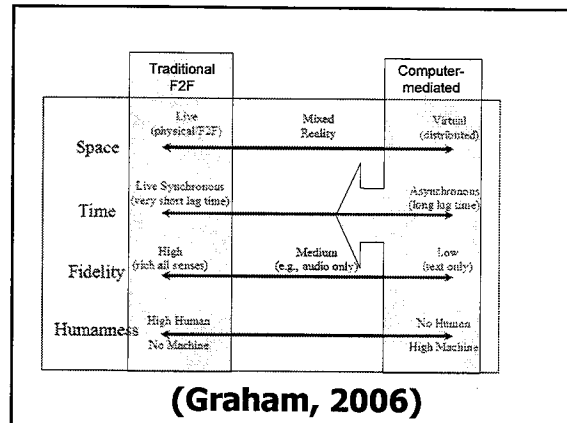 Traditional
F2F
Computer-
mediated
Space
Live
(physical/F2F)
Mixed
Reality
Virtual
(distributed)
Time
Live Synchronous
(very short lag time)
Asynchronous
(long lag time)
Fidelity
High
(rich all senses)
Medium
(e.g., audio only)
Low
(text only)
Humanness
High Human
No Machine
No Human
High Machine
(Graham, 2006)